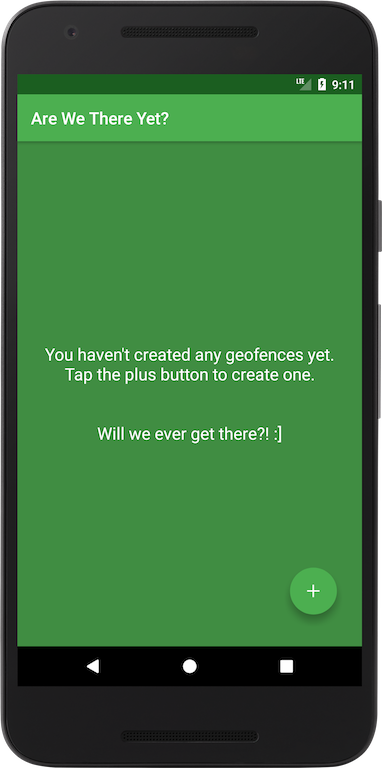 LTE 9:11
Are We There Yet?
You haven't created any geofences yet.
Tap the plus button to create one.
Will we ever get there?! :]
+